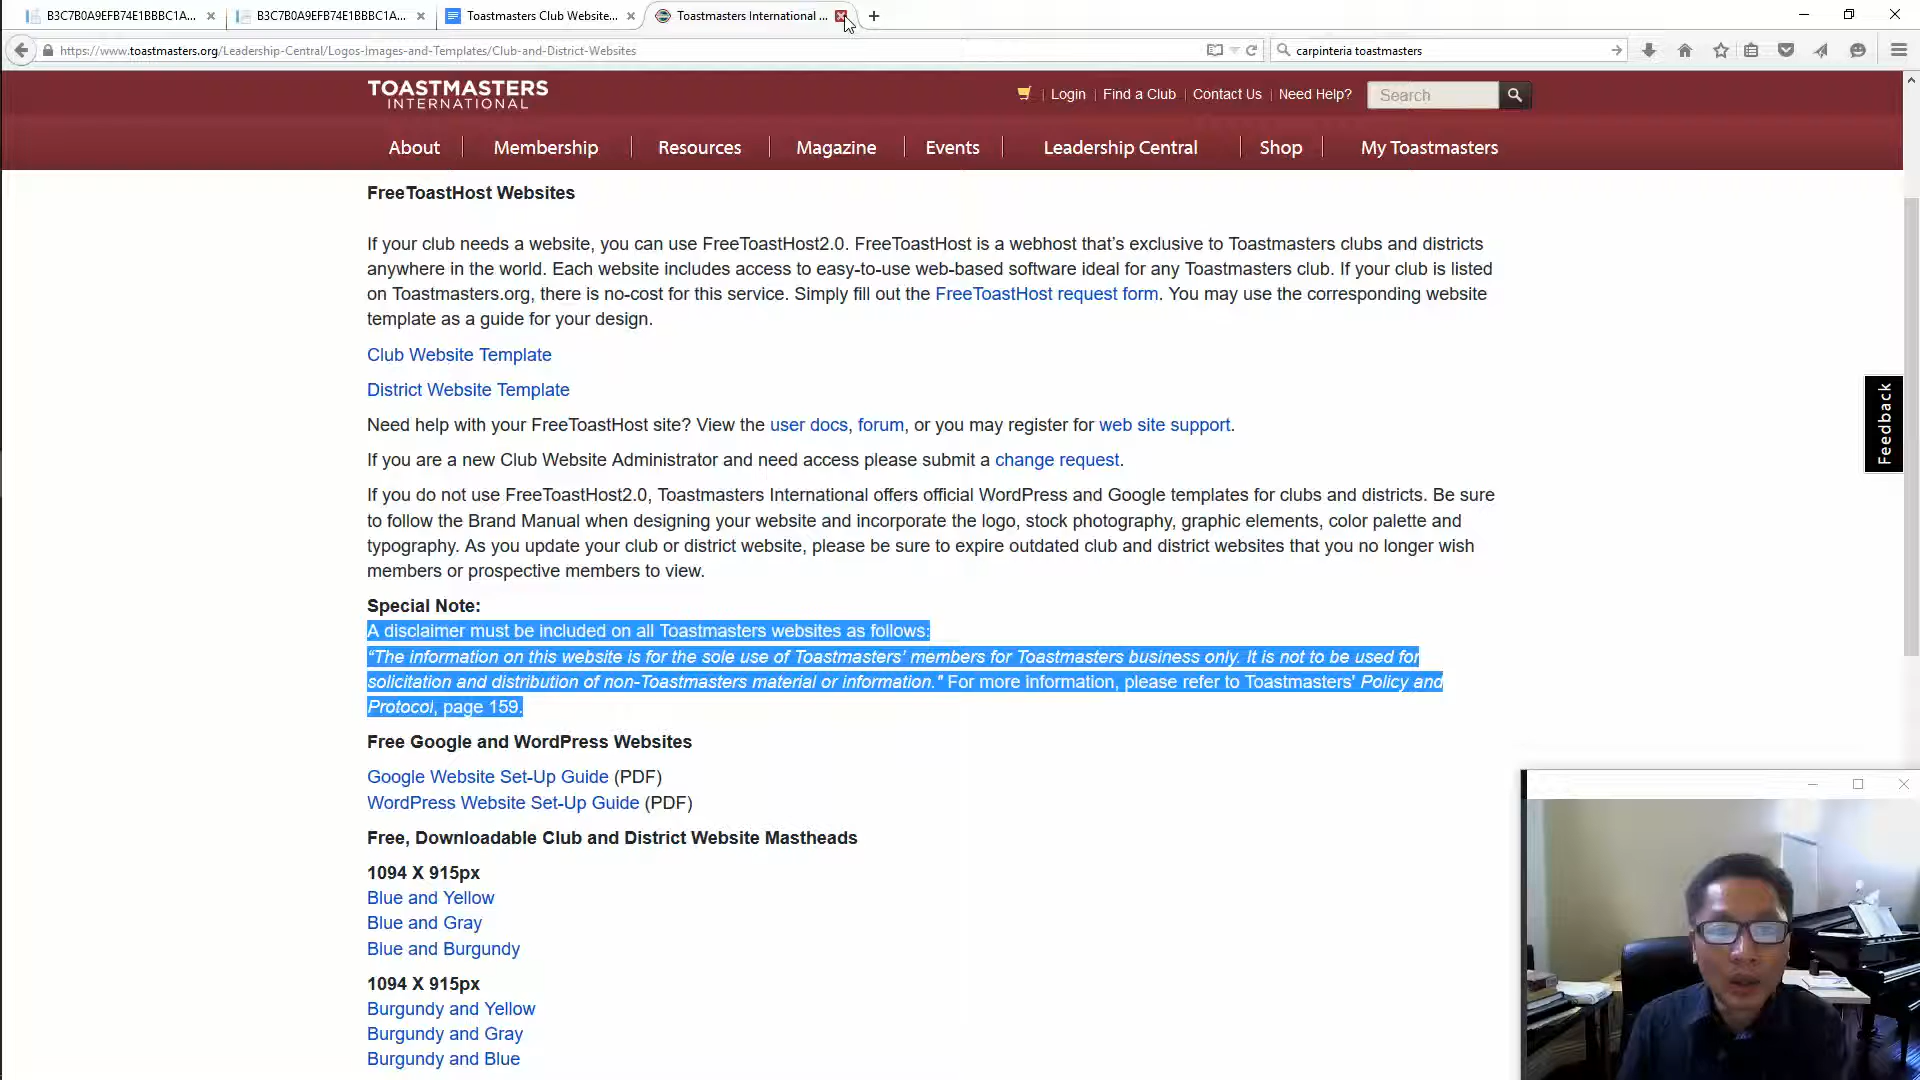 B3C7B0A9EFB74E1BBBC1A...
B3C7B0A9EFB74E1BBBC1A...
Toastmasters Club Website...
Toastmasters International ...
https://www.toastmasters.org/Leadership-Central/Logos-Images-and-Templates/Club-and-District-Websites
carpinteria toastmasters
TOASTMASTERS
INTERNATIONAL
Login
Find a Club
Contact Us
Need Help?
Search
About
Membership
Resources
Magazine
Events
Leadership Central
Shop
My Toastmasters
FreeToastHost Websites
If your club needs a website, you can use FreeToastHost2.0. FreeToastHost is a webhost that's exclusive to Toastmasters clubs and districts
anywhere in the world. Each website includes access to easy-to-use web-based software ideal for any Toastmasters club. If your club is listed
on Toastmasters.org, there is no-cost for this service. Simply fill out the FreeToastHost request form. You may use the corresponding website
template as a guide for your design.
Club Website Template
District Website Template
Need help with your FreeToastHost site? View the user docs, forum, or you may register for web site support.
If you are a new Club Website Administrator and need access please submit a change request.
If you do not use FreeToastHost2.0, Toastmasters International offers official WordPress and Google templates for clubs and districts. Be sure
to follow the Brand Manual when designing your website and incorporate the logo, stock photography, graphic elements, color palette and
typography. As you update your club or district website, please be sure to expire outdated club and district websites that you no longer wish
members or prospective members to view.
Special Note:
A disclaimer must be included on all Toastmasters websites as follows:
“The information on this website is for the sole use of Toastmasters’ members for Toastmasters business only. It is not to be used for
solicitation and distribution of non-Toastmasters material or information.” For more information, please refer to Toastmasters' Policy and
Protocol, page 159.
Free Google and WordPress Websites
Google Website Set-Up Guide (PDF)
WordPress Website Set-Up Guide (PDF)
Free, Downloadable Club and District Website Mastheads
1094 X 915px
Blue and Yellow
Blue and Gray
Blue and Burgundy
1094 X 915px
Burgundy and Yellow
Burgundy and Gray
Burgundy and Blue
Feedback